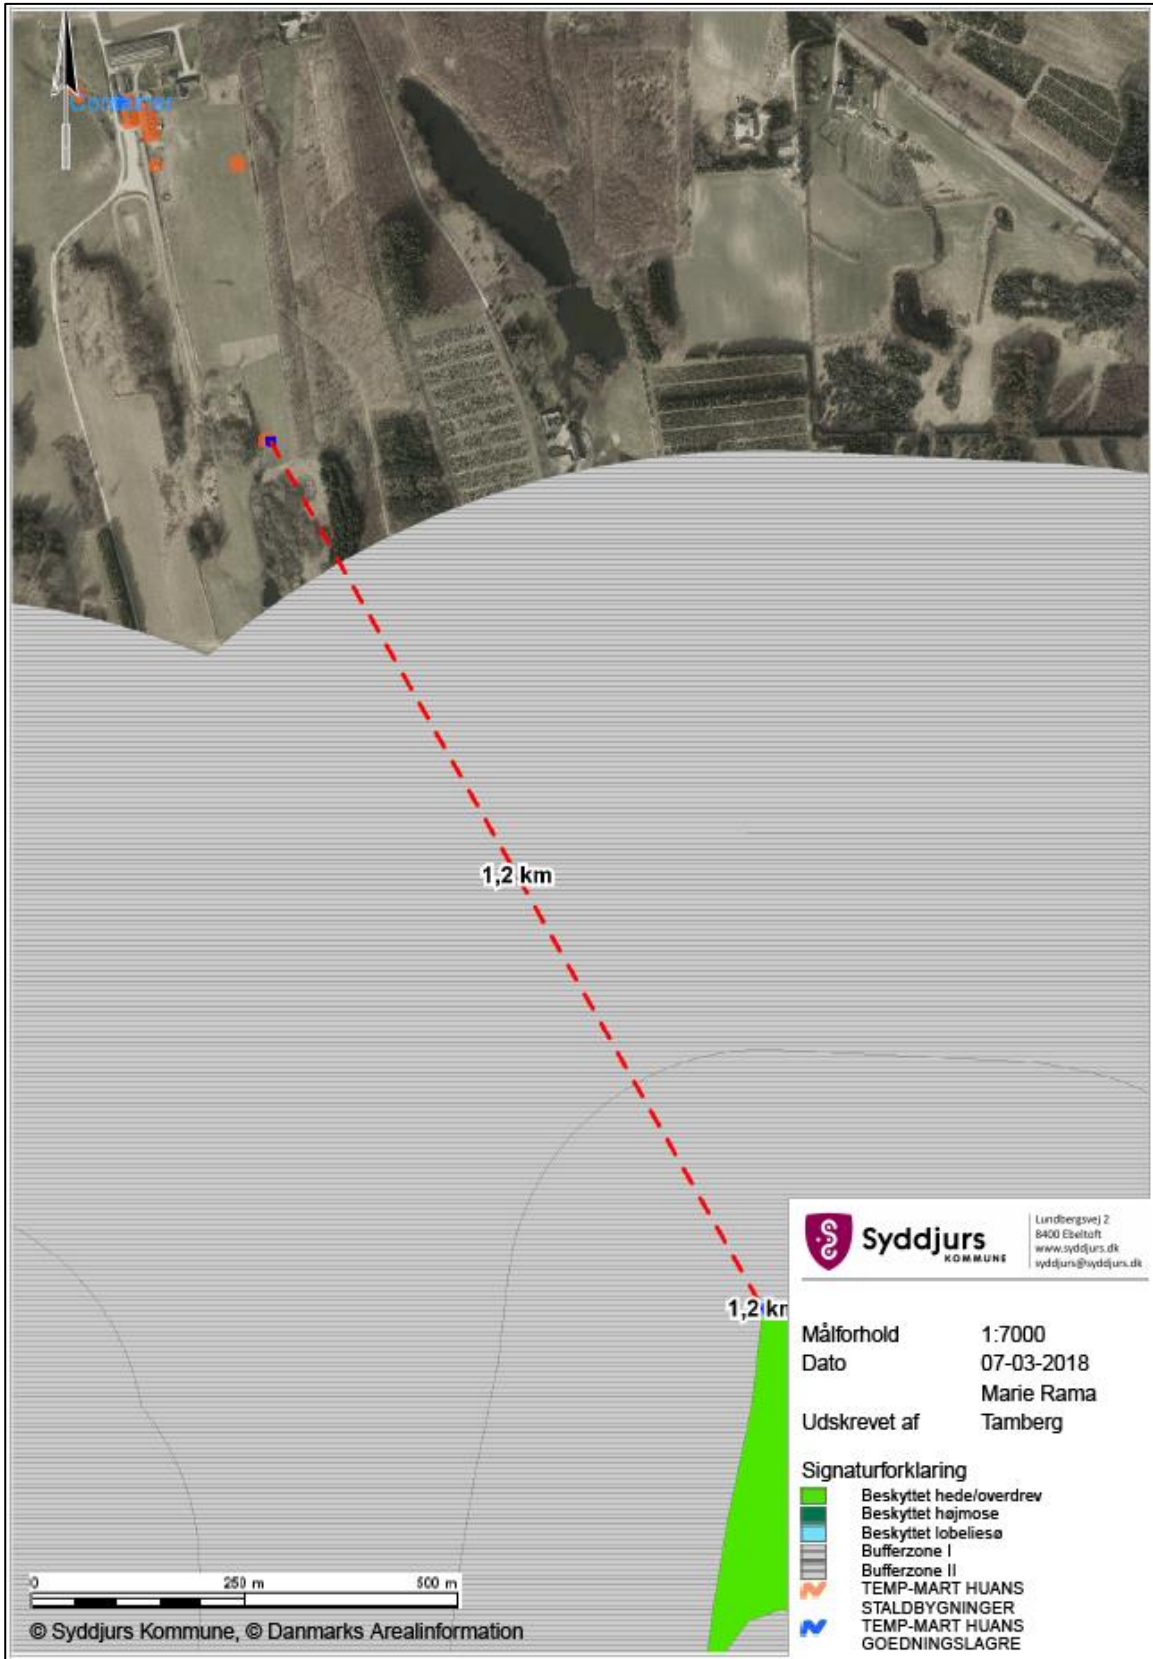 Container
1,2 km
1,2 km
Syddjurs
KOMMUNE
Lundbergsvej 2
8400 Ebeltoft
www.syddjurs.dk
syddjurs@syddjurs.dk
Målforhold 1:7000
Dato 07-03-2018
Marie Rama
Udskrevet af Tamberg
Signaturforklaring
Beskyttet hede/overdrev
Beskyttet højmose
Beskyttet lobeliesø
Bufferzone I
Bufferzone II
TEMP-MART HUANS
STALDBYGNINGER
TEMP-MART HUANS
GOEDNINGSLAGRE
0 250 m 500 m
© Syddjurs Kommune, © Danmarks Arealinformation